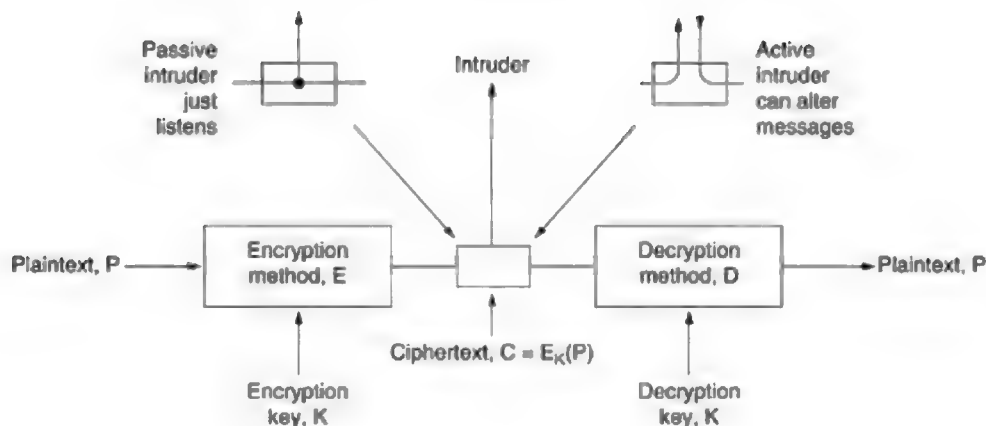 Passive
intruder
just
listens
Intruder
Active
intruder
can alter
messages
Plaintext, P
Encryption
method, E
Decryption
method, D
Plaintext, P
Ciphertext, C = E_K(P)
Encryption
key, K
Decryption
key, K